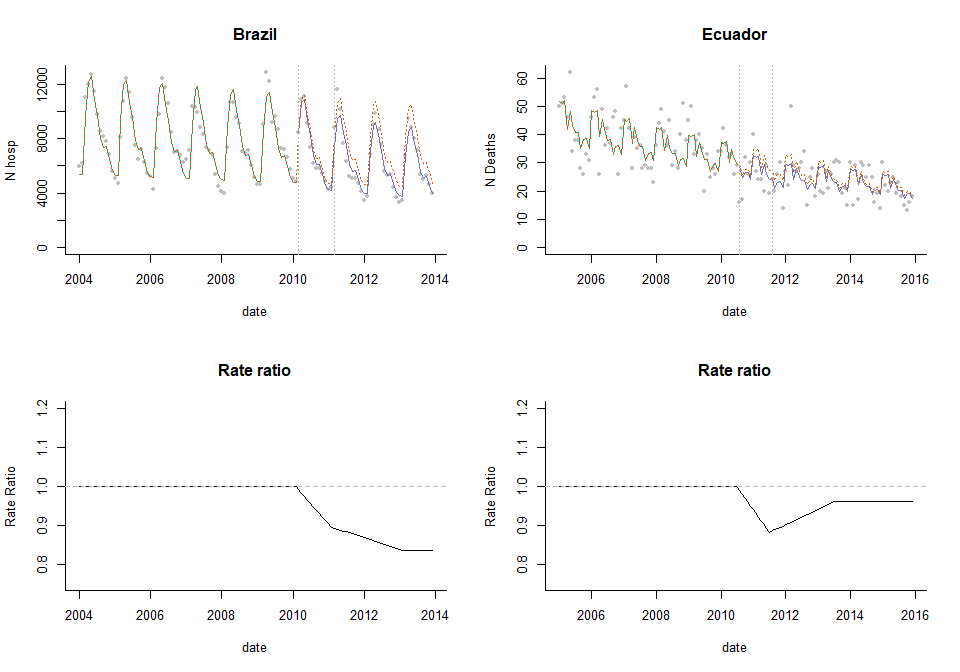 Brazil
N hosp
0 4000 8000 12000
2004 2006 2008 2010 2012 2014
date
Ecuador
N Deaths
0 10 20 30 40 50 60
2006 2008 2010 2012 2014 2016
date
Rate ratio
Rate Ratio
0.8 0.9 1.0 1.1 1.2
2004 2006 2008 2010 2012 2014
date
Rate ratio
Rate Ratio
0.8 0.9 1.0 1.1 1.2
2006 2008 2010 2012 2014 2016
date